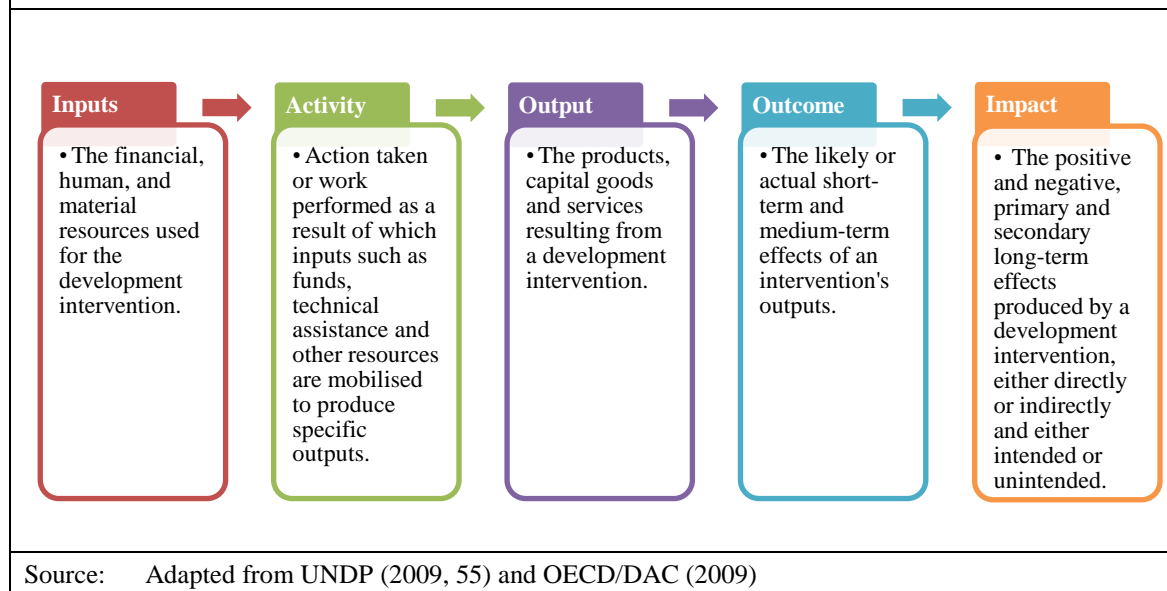 Inputs
• The financial,
human, and
material
resources used
for the
development
intervention.
Activity
• Action taken
or work
performed as a
result of which
inputs such as
funds,
technical
assistance and
other resources
are mobilised
to produce
specific
outputs.
Output
• The products,
capital goods
and services
resulting from
a development
intervention.
Outcome
• The likely or
actual short-
term and
medium-term
effects of an
intervention's
outputs.
Impact
• The positive
and negative,
primary and
secondary
long-term
effects
produced by a
development
intervention,
either directly
or indirectly
and either
intended or
unintended.
Source: Adapted from UNDP (2009, 55) and OECD/DAC (2009)